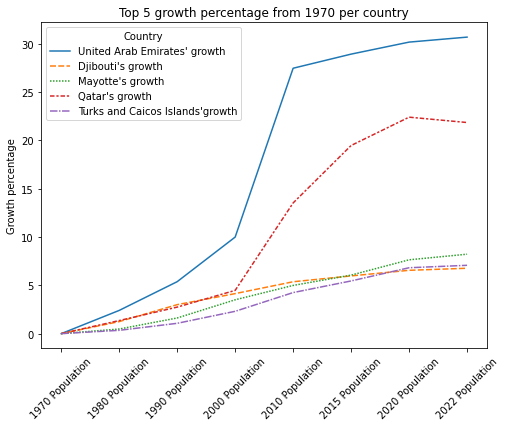 Top 5 growth percentage from 1970 per country
Country
United Arab Emirates' growth
Djibouti's growth
Mayotte's growth
Qatar's growth
Turks and Caicos Islands'growth
Growth percentage
30
25
20
15
10
5
0
1970 Population
1980 Population
1990 Population
2000 Population
2010 Population
2015 Population
2020 Population
2022 Population